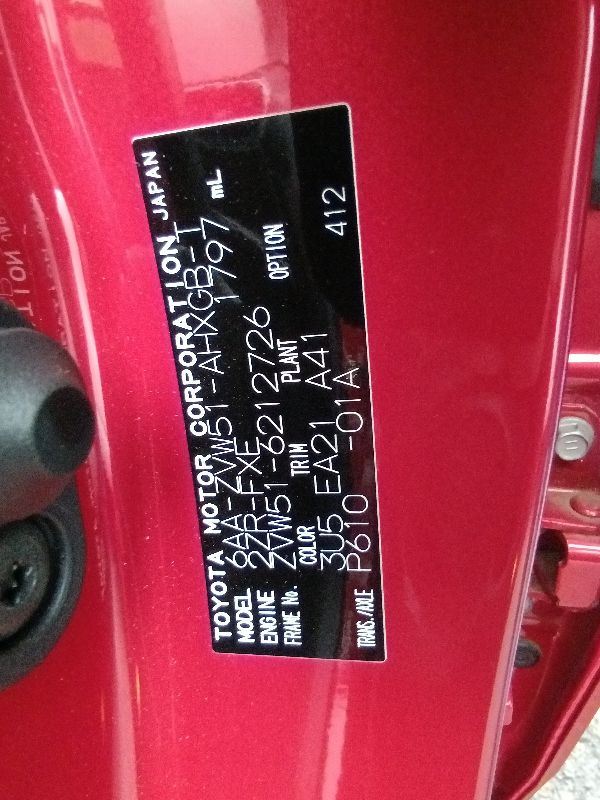 TOYOTA MOTOR CORPORATION JAPAN
MODEL 6AA-ZVW51-AHXGB-T
ENGINE 2ZR-FXE 1797 mL
FRAME No. ZVW51-6212726
COLOR TRIM PLANT OPTION
3U5 EA21 A41
TRANS./AXLE P610 -01A 412